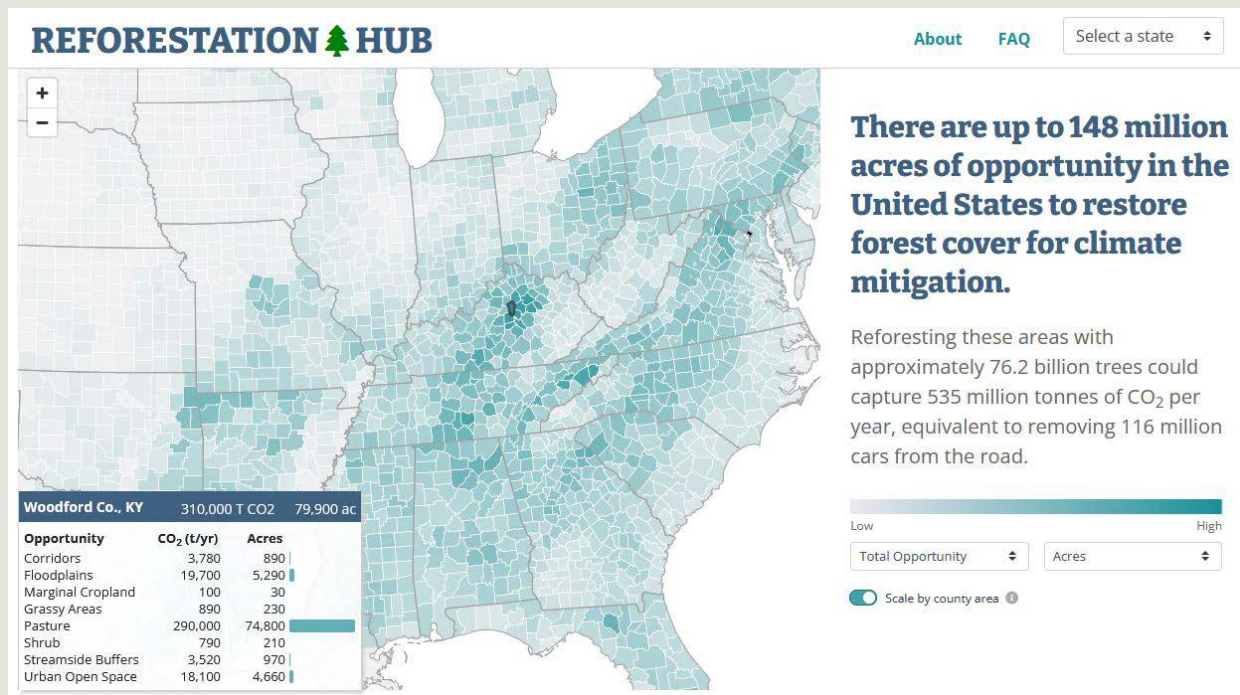 REFORESTATION HUB
About FAQ Select a state
+
−
There are up to 148 million
acres of opportunity in the
United States to restore
forest cover for climate
mitigation.
Reforesting these areas with
approximately 76.2 billion trees could
capture 535 million tonnes of CO₂ per
year, equivalent to removing 116 million
cars from the road.
Low High
Total Opportunity Acres
Scale by county area i
Woodford Co., KY 310,000 T CO2 79,900 ac
Opportunity CO₂ (t/yr) Acres
Corridors 3,780 890
Floodplains 19,700 5,290
Marginal Cropland 100 30
Grassy Areas 890 230
Pasture 290,000 74,800
Shrub 790 210
Streamside Buffers 3,520 970
Urban Open Space 18,100 4,660